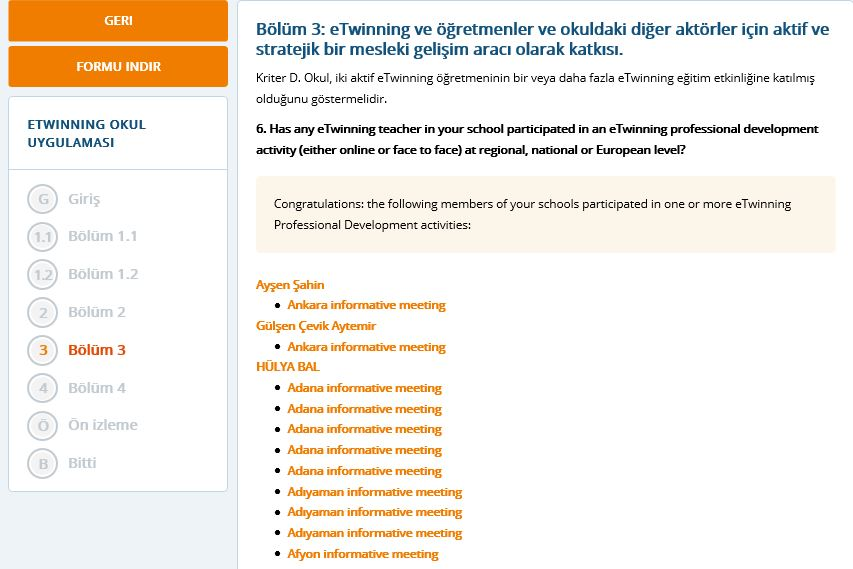 GERI
FORMU INDIR
ETWINNING OKUL
UYGULAMASI
G Giriş
1.1 Bölüm 1.1
1.2 Bölüm 1.2
2 Bölüm 2
3 Bölüm 3
4 Bölüm 4
Ö Ön izleme
B Bitti
Bölüm 3: eTwinning ve öğretmenler ve okuldaki diğer aktörler için aktif ve
stratejik bir mesleki gelişim aracı olarak katkısı.
Kriter D. Okul, iki aktif eTwinning öğretmeninin bir veya daha fazla eTwinning eğitim etkinliğine katılmış
olduğunu göstermelidir.
6. Has any eTwinning teacher in your school participated in an eTwinning professional development
activity (either online or face to face) at regional, national or European level?
Congratulations: the following members of your schools participated in one or more eTwinning
Professional Development activities:
Ayşen Şahin
• Ankara informative meeting
Gülşen Çevik Aytemir
• Ankara informative meeting
HÜLYA BAL
• Adana informative meeting
• Adana informative meeting
• Adana informative meeting
• Adana informative meeting
• Adana informative meeting
• Adıyaman informative meeting
• Adıyaman informative meeting
• Adıyaman informative meeting
• Afyon informative meeting